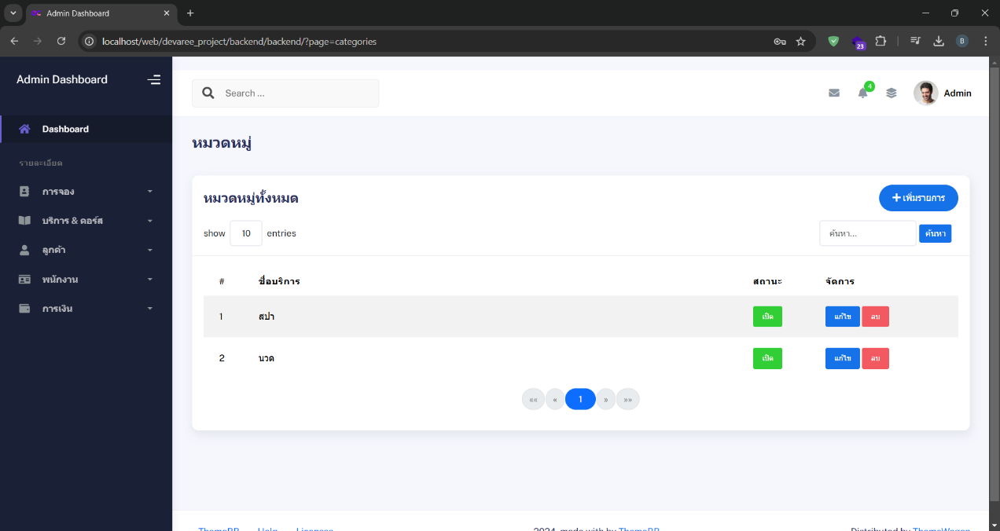 Admin Dashboard
localhost/web/devaree_project/backend/backend/?page=categories
23
B
Admin Dashboard
Search ...
4
Admin
Dashboard
รายละเอียด
การจอง
บริการ & คอร์ส
ลูกค้า
พนักงาน
การเงิน
หมวดหมู่
หมวดหมู่ทั้งหมด
+ เพิ่มรายการ
show 10 entries
ค้นหา... ค้นหา
# ชื่อบริการ สถานะ จัดการ
1 สปา เปิด แก้ไข ลบ
2 นวด เปิด แก้ไข ลบ
«« « 1 » »»
ThemeBR Help Licenses 2024, made with by ThemeBR Distributed by ThemeWagon